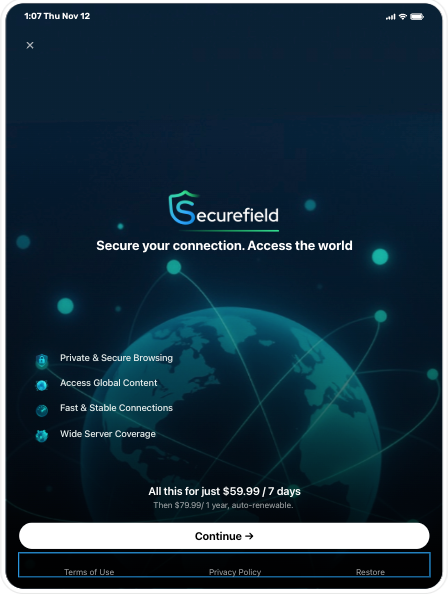 1:07 Thu Nov 12
Securefield
Secure your connection. Access the world
Private & Secure Browsing
Access Global Content
Fast & Stable Connections
Wide Server Coverage
All this for just $59.99 / 7 days
Then $79.99/ 1 year, auto-renewable.
Continue →
Terms of Use Privacy Policy Restore